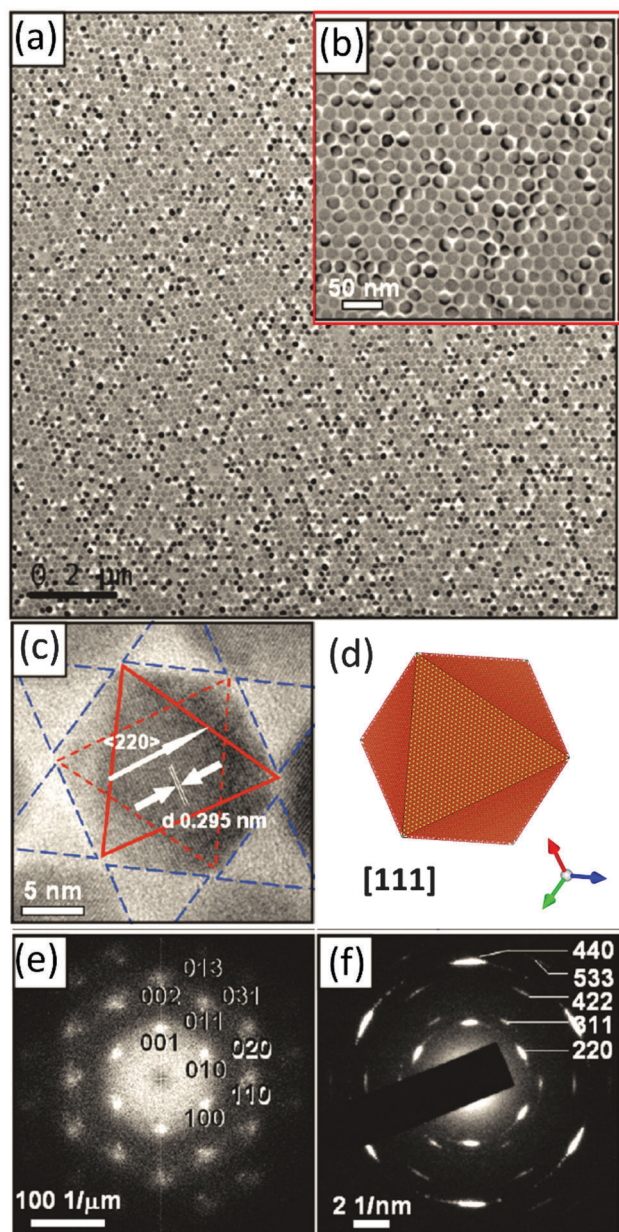 (a)
(b)
50 nm
0.2 µm
(c)
<220>
d 0.295 nm
5 nm
(d)
[111]
(e)
013
002
031
011
001
020
010
110
100
100 1/µm
(f)
440
533
422
311
220
2 1/nm